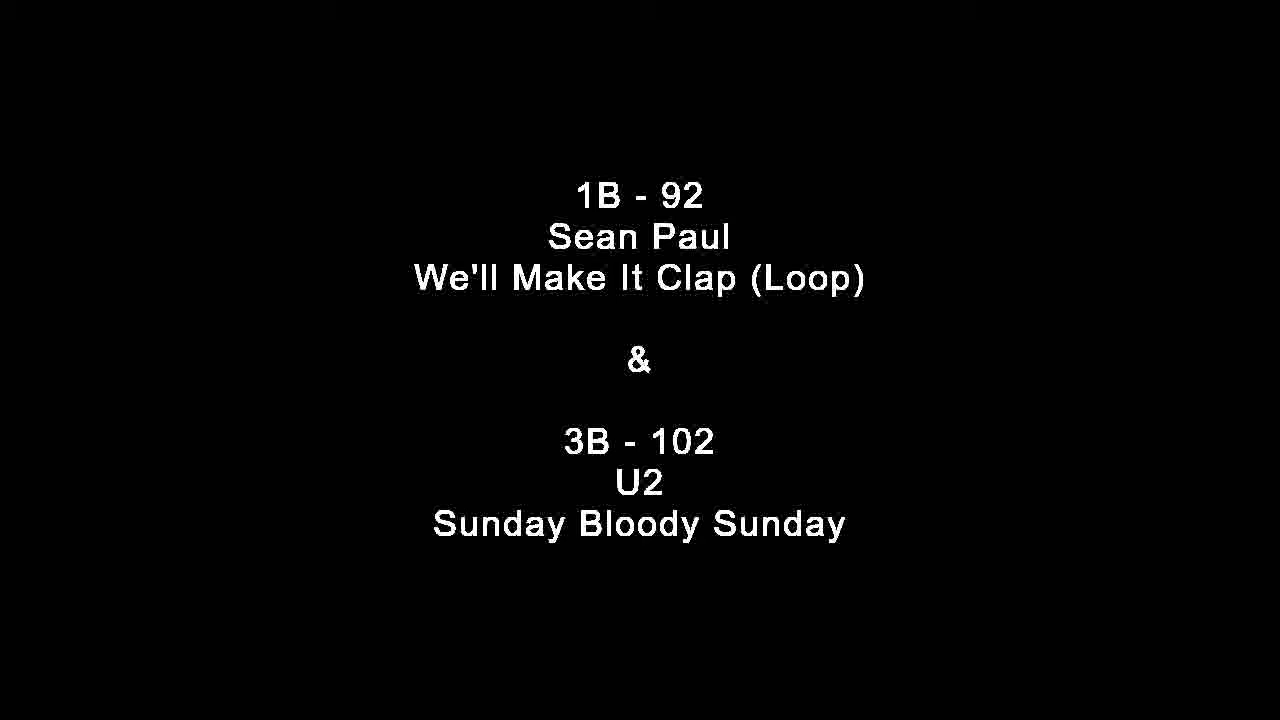 1B - 92
Sean Paul
We'll Make It Clap (Loop)
&
3B - 102
U2
Sunday Bloody Sunday